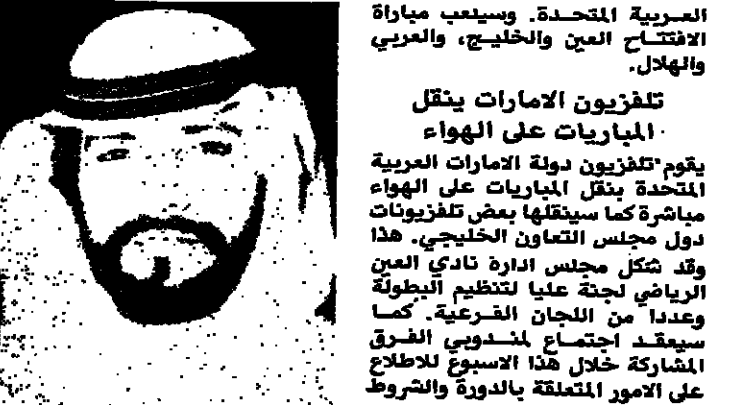 العربية المتحدة. وسيلعب مباراة
الافتتاح العين والخليج، والعربي
والهلال.
تلفزيون الامارات ينقل
المباريات على الهواء
يقوم تلفزيون دولة الامارات العربية
المتحدة بنقل المباريات على الهواء
مباشرة كما سينقلها بعض تلفزيونات
دول مجلس التعاون الخليجي. هذا
وقد شكل مجلس ادارة نادي العين
الرياضي لجنة عليا لتنظيم البطولة
وعددا من اللجان الفرعية. كما
سيعقد اجتماع لمندوبي الفرق
المشاركة خلال هذا الاسبوع للاطلاع
على الامور المتعلقة بالدورة والشروط